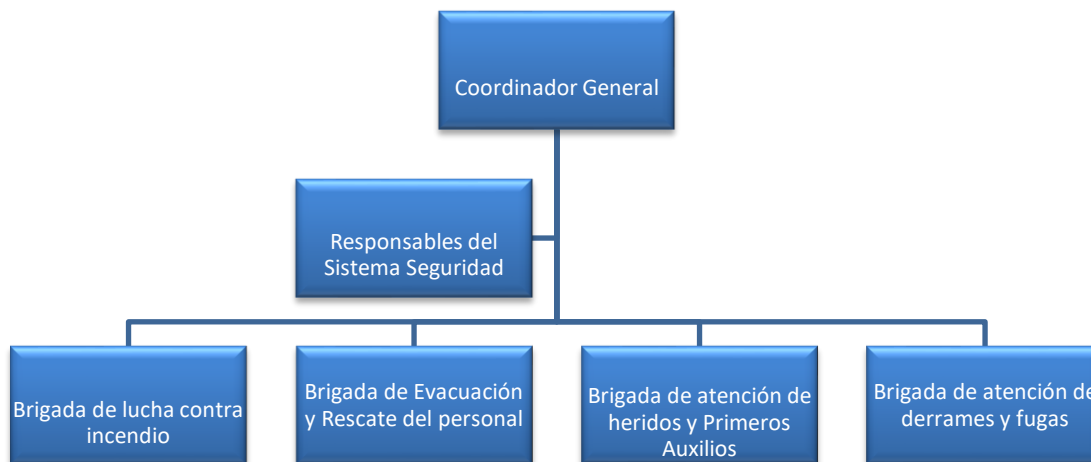 Coordinador General
Responsables del
Sistema Seguridad
Brigada de lucha contra
incendio
Brigada de Evacuación
y Rescate del personal
Brigada de atención de
heridos y Primeros
Auxilios
Brigada de atención de
derrames y fugas